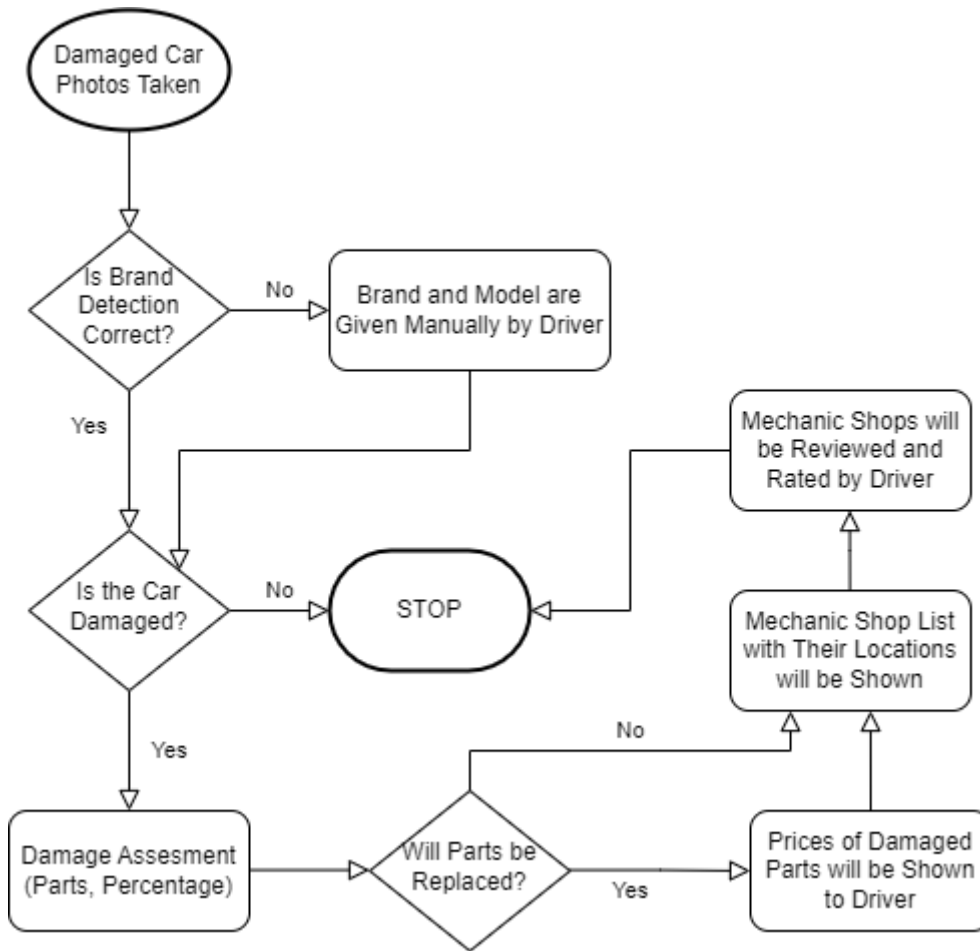 Damaged Car
Photos Taken
Is Brand
Detection
Correct?
No
Brand and Model are
Given Manually by Driver
Yes
Mechanic Shops will
be Reviewed and
Rated by Driver
Is the Car
Damaged?
No
STOP
Mechanic Shop List
with Their Locations
will be Shown
Yes
No
Damage Assesment
(Parts, Percentage)
Will Parts be
Replaced?
Yes
Prices of Damaged
Parts will be Shown
to Driver